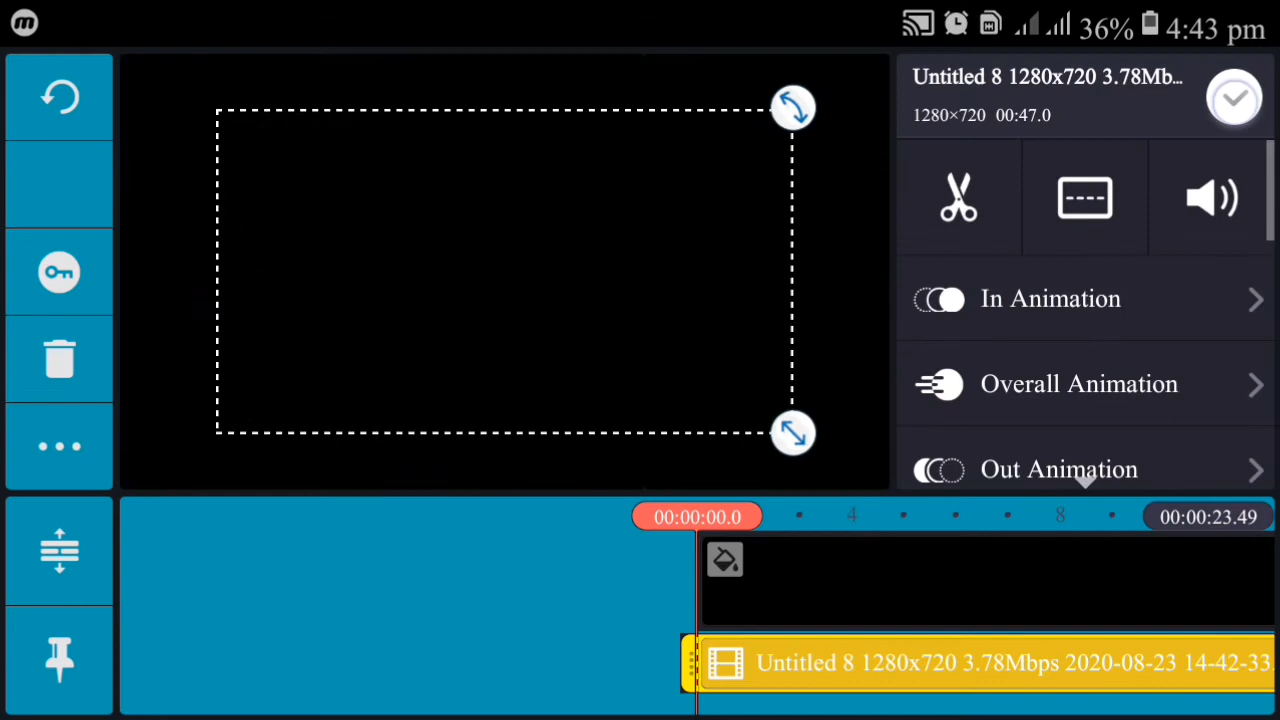 m
36% 4:43 pm
Untitled 8 1280x720 3.78Mb...
1280×720 00:47.0
In Animation
Overall Animation
Out Animation
00:00:00.0
4
8
00:00:23.49
Untitled 8 1280x720 3.78Mbps 2020-08-23 14-42-33